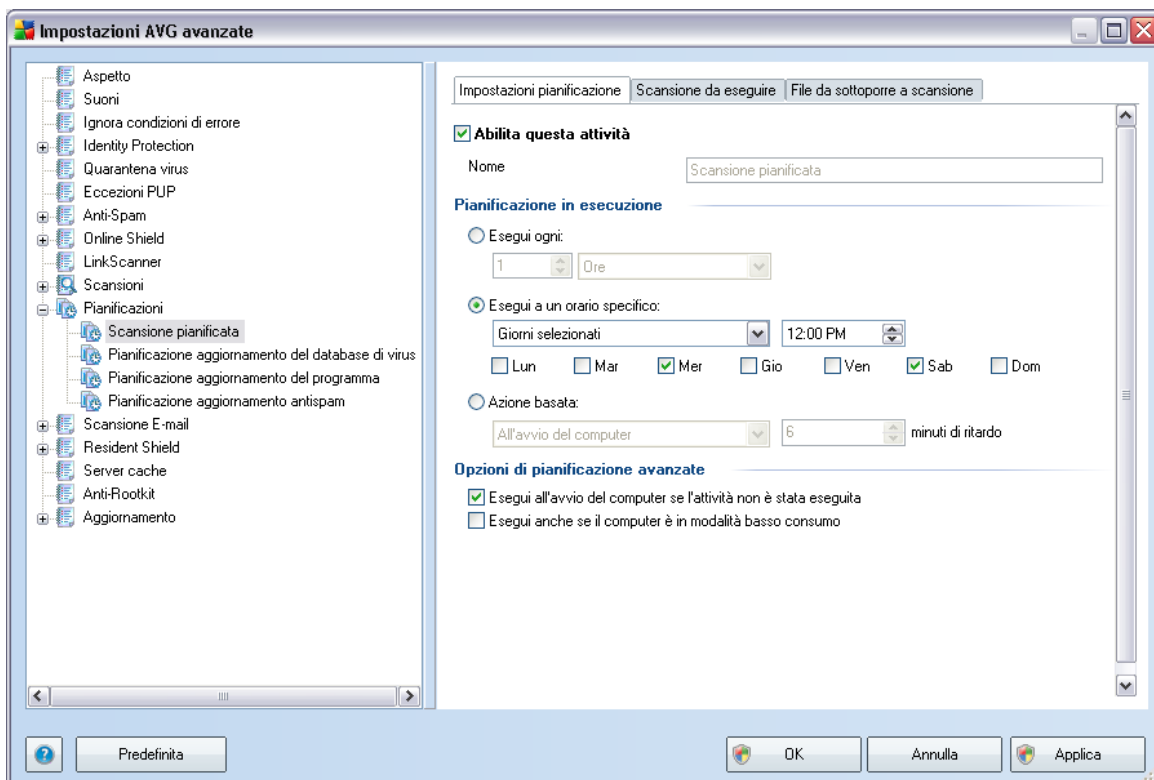 Impostazioni AVG avanzate
Aspetto
Suoni
Ignora condizioni di errore
Identity Protection
Quarantena virus
Eccezioni PUP
Anti-Spam
Online Shield
LinkScanner
Scansioni
Pianificazioni
Scansione pianificata
Pianificazione aggiornamento del database di virus
Pianificazione aggiornamento del programma
Pianificazione aggiornamento antispam
Scansione E-mail
Resident Shield
Server cache
Anti-Rootkit
Aggiornamento
Impostazioni pianificazione Scansione da eseguire File da sottoporre a scansione
Abilita questa attività
Nome Scansione pianificata
Pianificazione in esecuzione
Esegui ogni:
1 Ore
Esegui a un orario specifico:
Giorni selezionati 12:00 PM
Lun Mar Mer Gio Ven Sab Dom
Azione basata:
All'avvio del computer 6 minuti di ritardo
Opzioni di pianificazione avanzate
Esegui all'avvio del computer se l'attività non è stata eseguita
Esegui anche se il computer è in modalità basso consumo
? Predefinita OK Annulla Applica